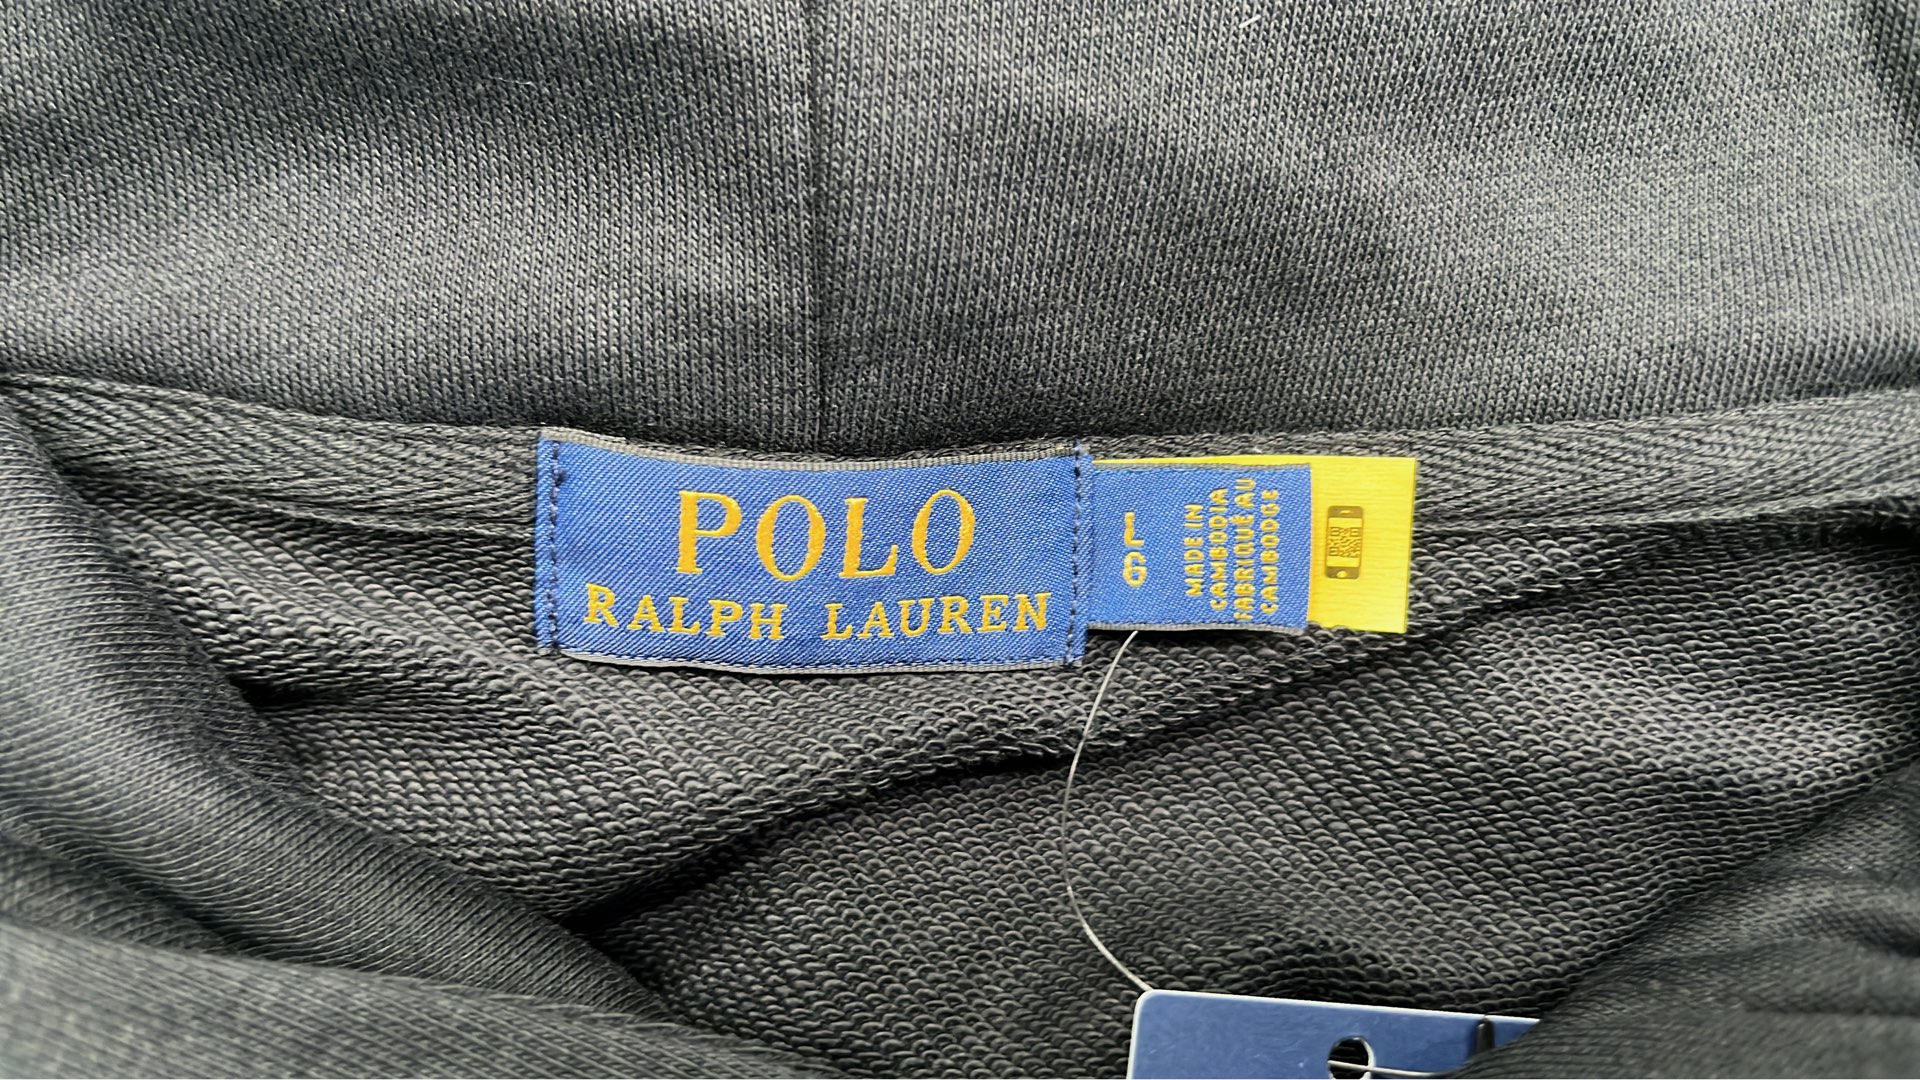 POLO
RALPH LAUREN
L
G
MADE IN
CAMBODIA
FABRIQUÉ AU
CAMBODGE